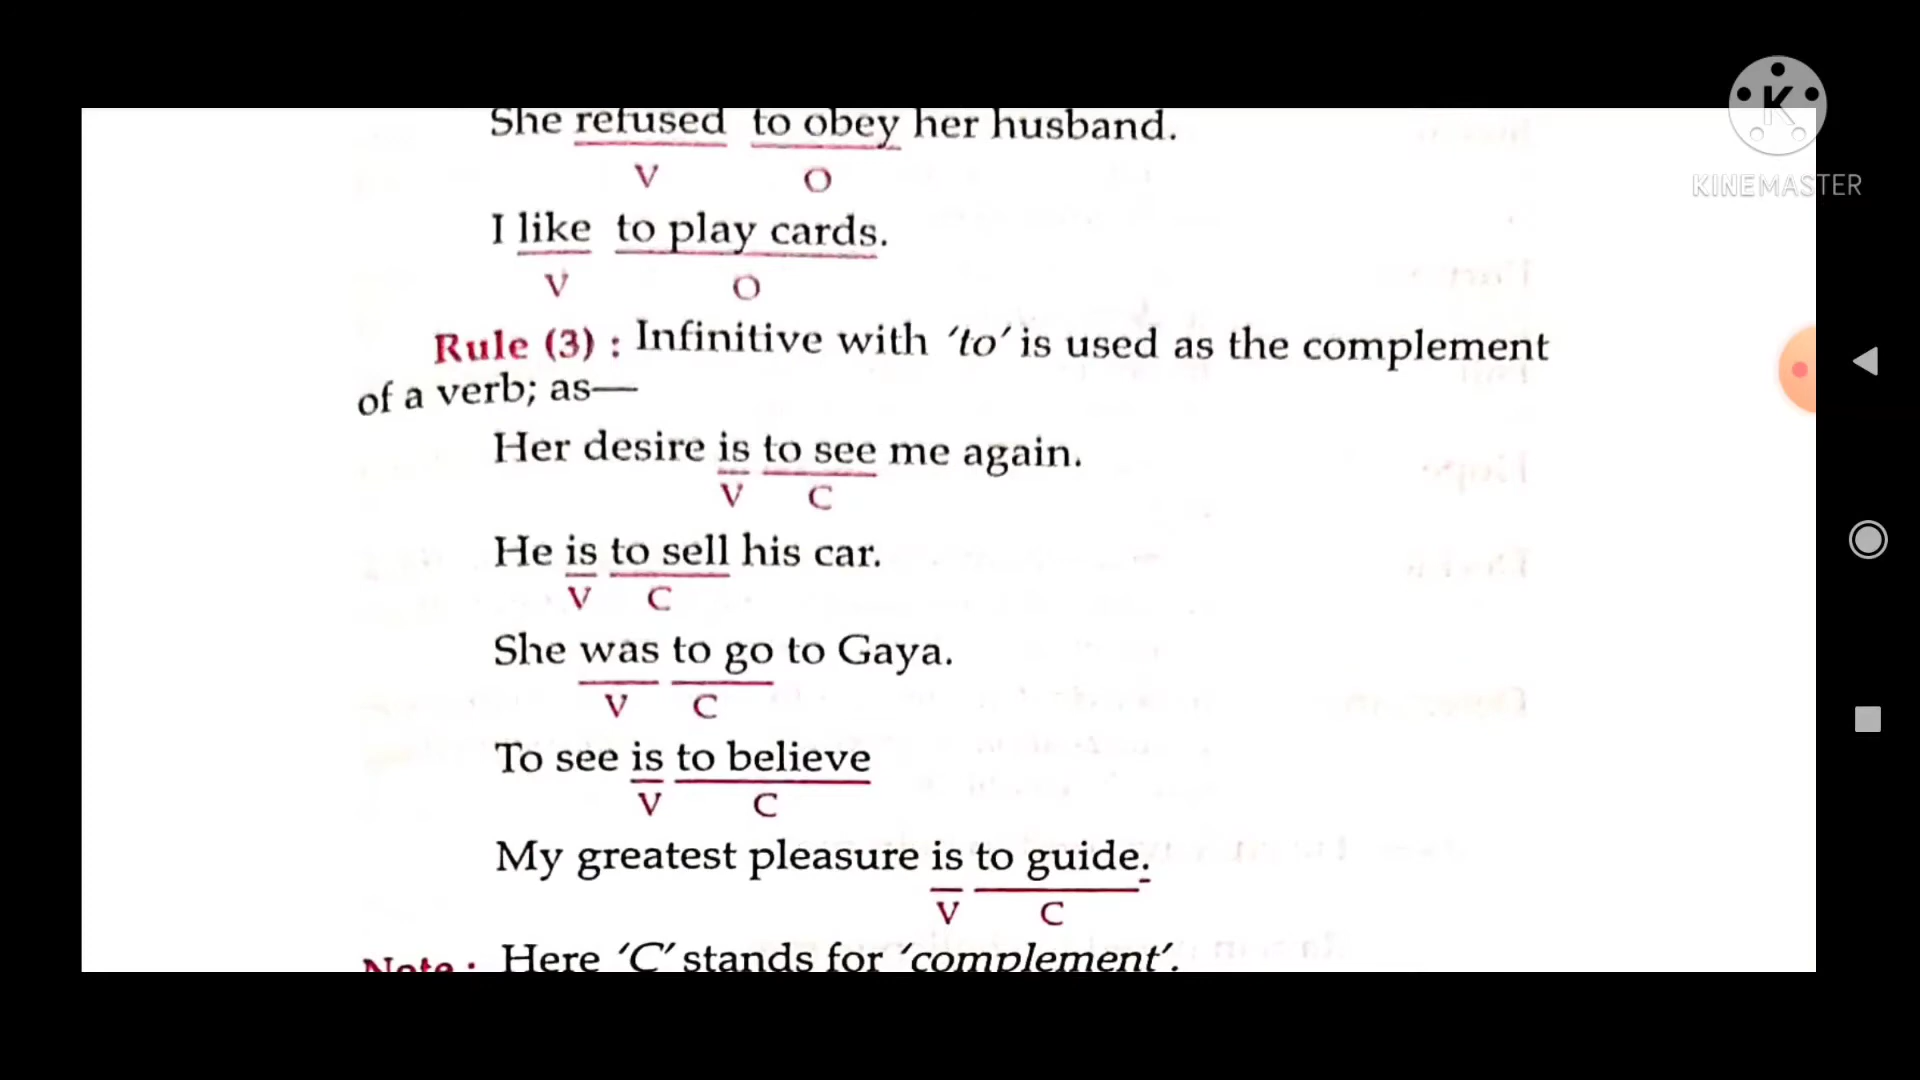 She refused to obey her husband.
V O
I like to play cards.
V O
Rule (3) : Infinitive with ‘to’ is used as the complement
of a verb; as—
Her desire is to see me again.
V C
He is to sell his car.
V C
She was to go to Gaya.
V C
To see is to believe
V C
My greatest pleasure is to guide.
V C
Note : Here ‘C’ stands for ‘complement’.
K
KINEMASTER